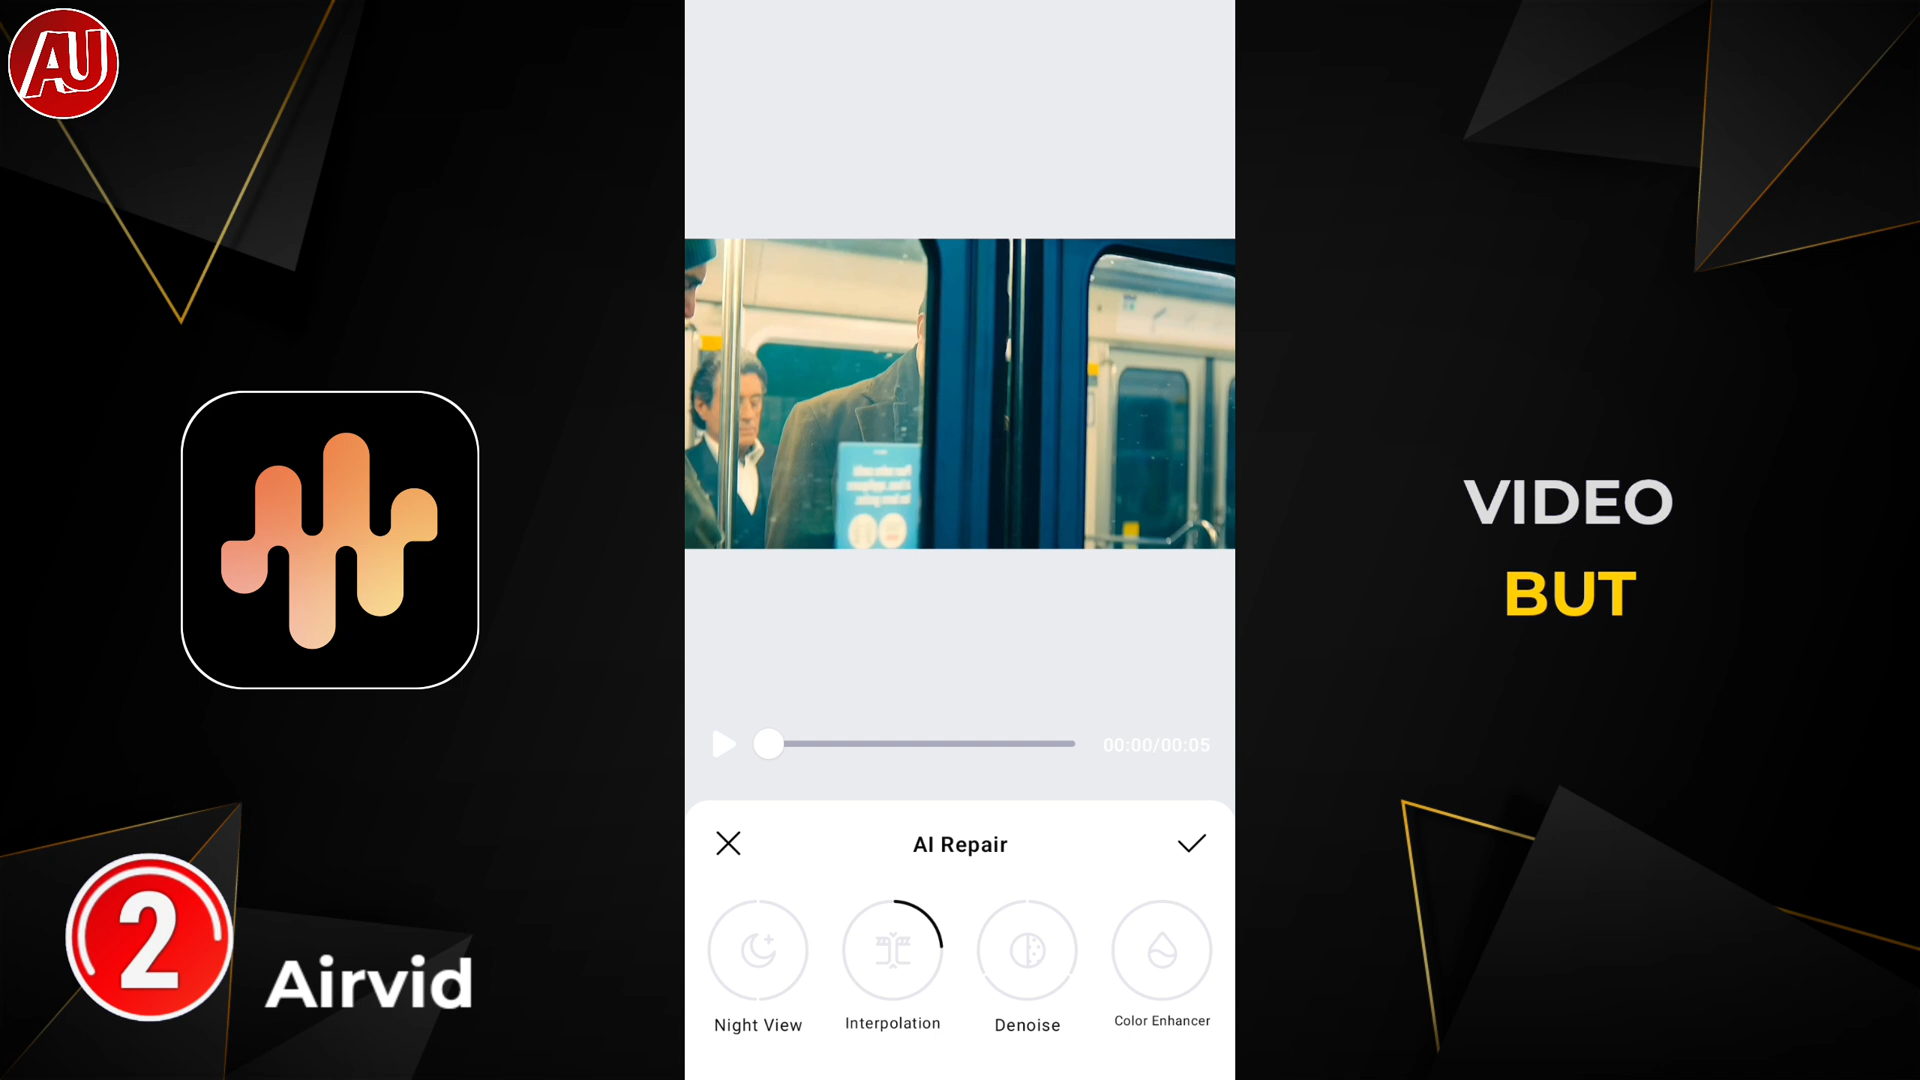 AU
VIDEO
BUT
00:00/00:05
AI Repair
Night View
Interpolation
Denoise
Color Enhancer
2
Airvid